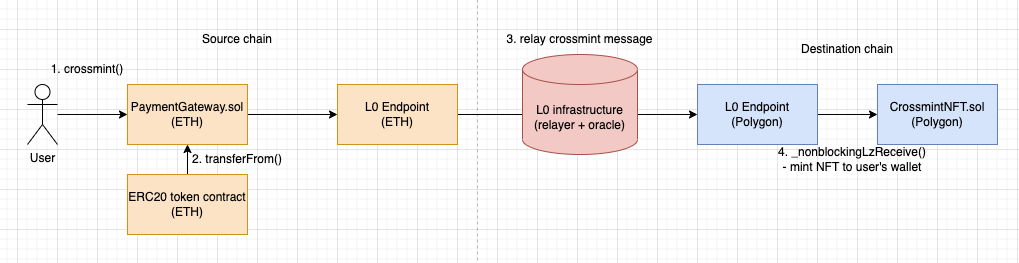 Source chain
3. relay crossmint message
Destination chain
1. crossmint()
User
PaymentGateway.sol
(ETH)
L0 Endpoint
(ETH)
L0 infrastructure
(relayer + oracle)
L0 Endpoint
(Polygon)
CrossmintNFT.sol
(Polygon)
2. transferFrom()
ERC20 token contract
(ETH)
4. _nonblockingLzReceive()
- mint NFT to user's wallet